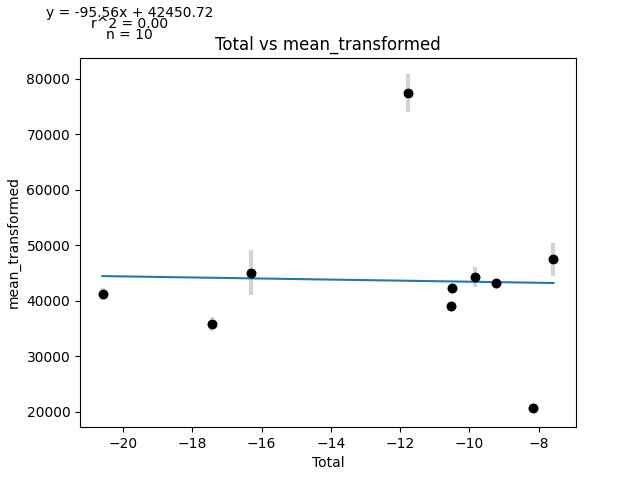 y = -95.56x + 42450.72
r^2 = 0.00
n = 10
Total vs mean_transformed
80000
70000
60000
50000
40000
30000
20000
mean_transformed
−20
−18
−16
−14
−12
−10
−8
Total